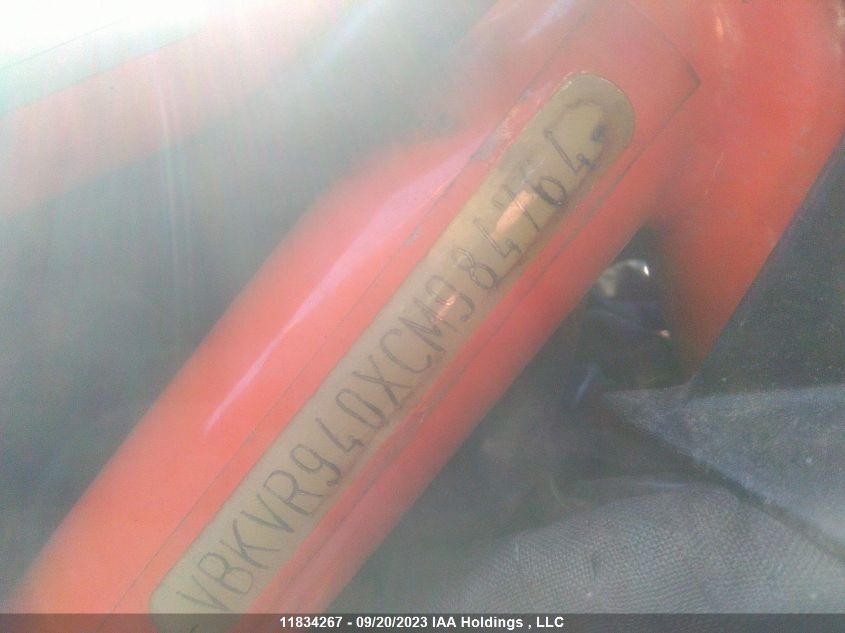 VBKVR940XCM984764
11834267 - 09/20/2023 IAA Holdings , LLC